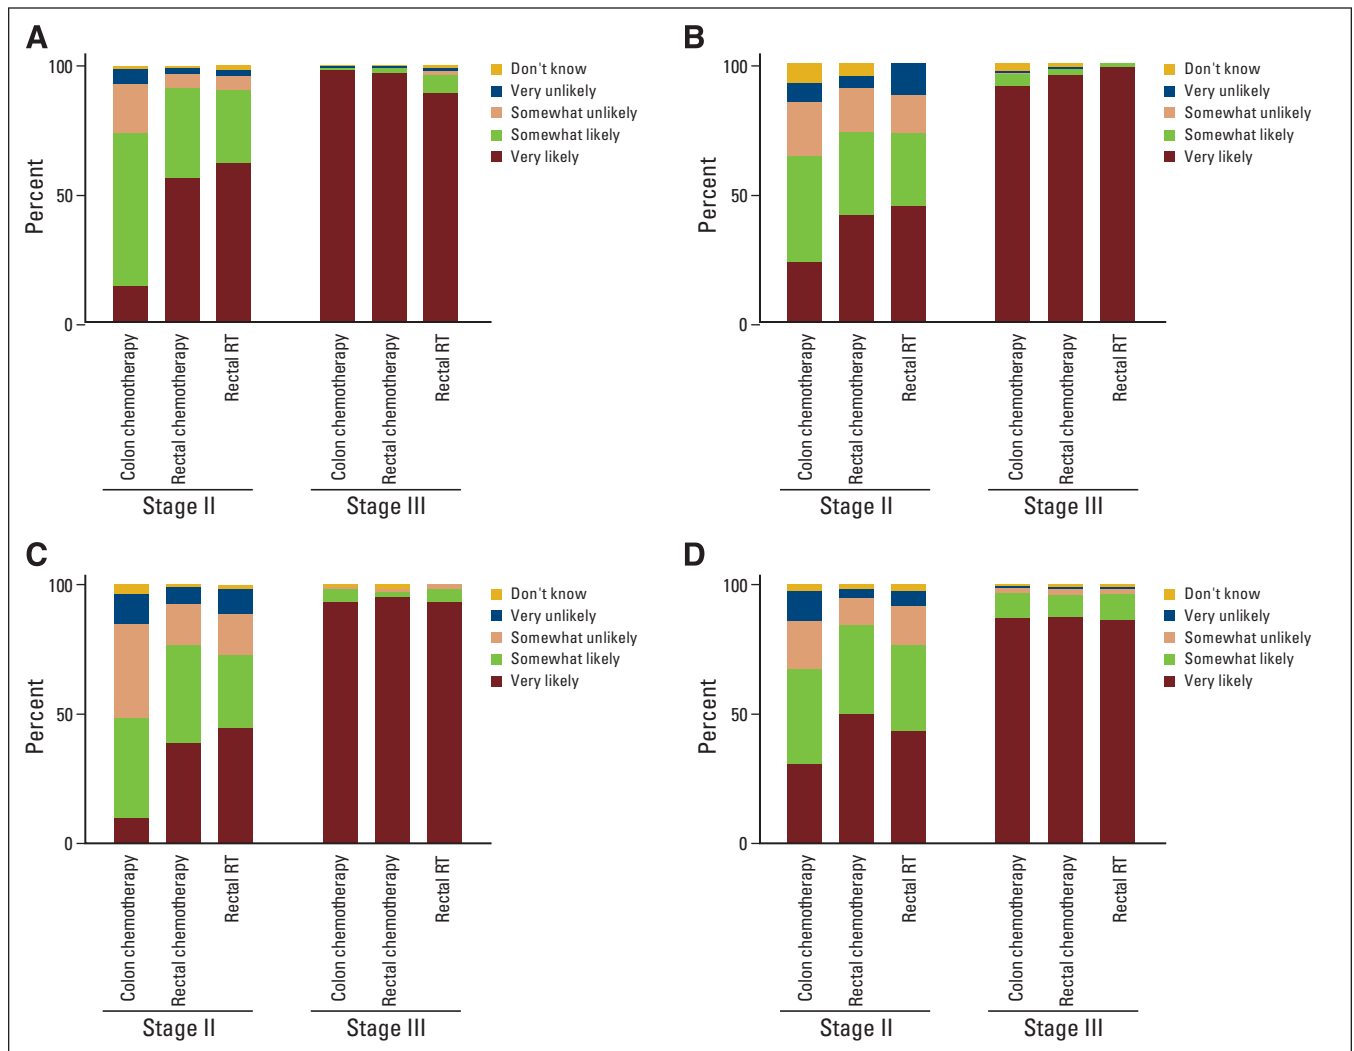 A
Percent
100
50
0
Don't know
Very unlikely
Somewhat unlikely
Somewhat likely
Very likely
Colon chemotherapy
Rectal chemotherapy
Rectal RT
Colon chemotherapy
Rectal chemotherapy
Rectal RT
Stage II
Stage III
B
Percent
100
50
0
Don't know
Very unlikely
Somewhat unlikely
Somewhat likely
Very likely
Colon chemotherapy
Rectal chemotherapy
Rectal RT
Colon chemotherapy
Rectal chemotherapy
Rectal RT
Stage II
Stage III
C
Percent
100
50
0
Don't know
Very unlikely
Somewhat unlikely
Somewhat likely
Very likely
Colon chemotherapy
Rectal chemotherapy
Rectal RT
Colon chemotherapy
Rectal chemotherapy
Rectal RT
Stage II
Stage III
D
Percent
100
50
0
Don't know
Very unlikely
Somewhat unlikely
Somewhat likely
Very likely
Colon chemotherapy
Rectal chemotherapy
Rectal RT
Colon chemotherapy
Rectal chemotherapy
Rectal RT
Stage II
Stage III